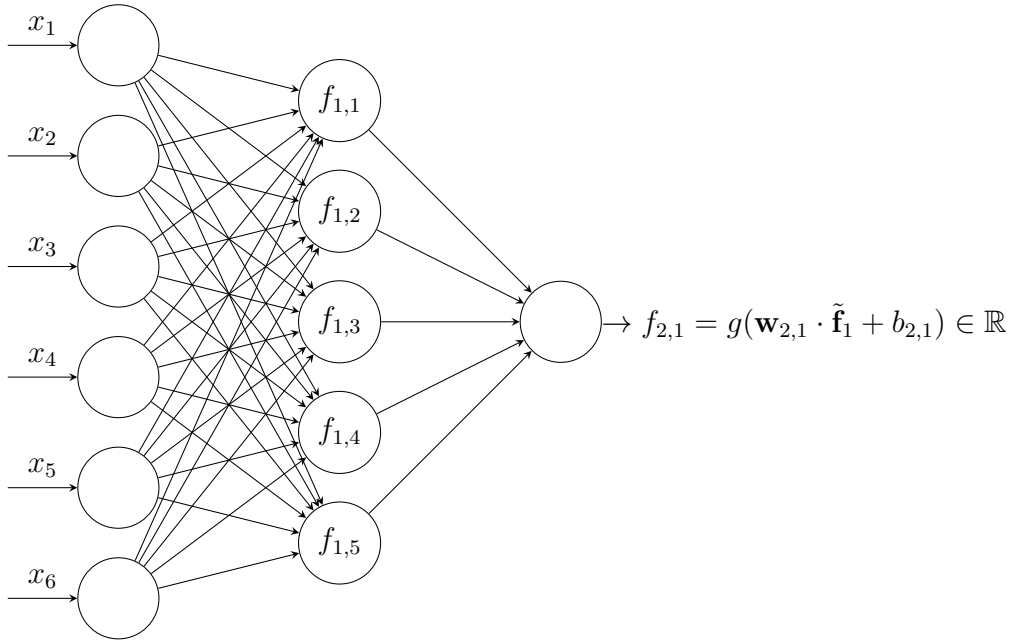 x₁
x₂
x₃
x₄
x₅
x₆
f₁,₁
f₁,₂
f₁,₃
f₁,₄
f₁,₅
→ f₂,₁ = g(𝐰₂,₁ · 𝐟̃₁ + b₂,₁) ∈ ℝ